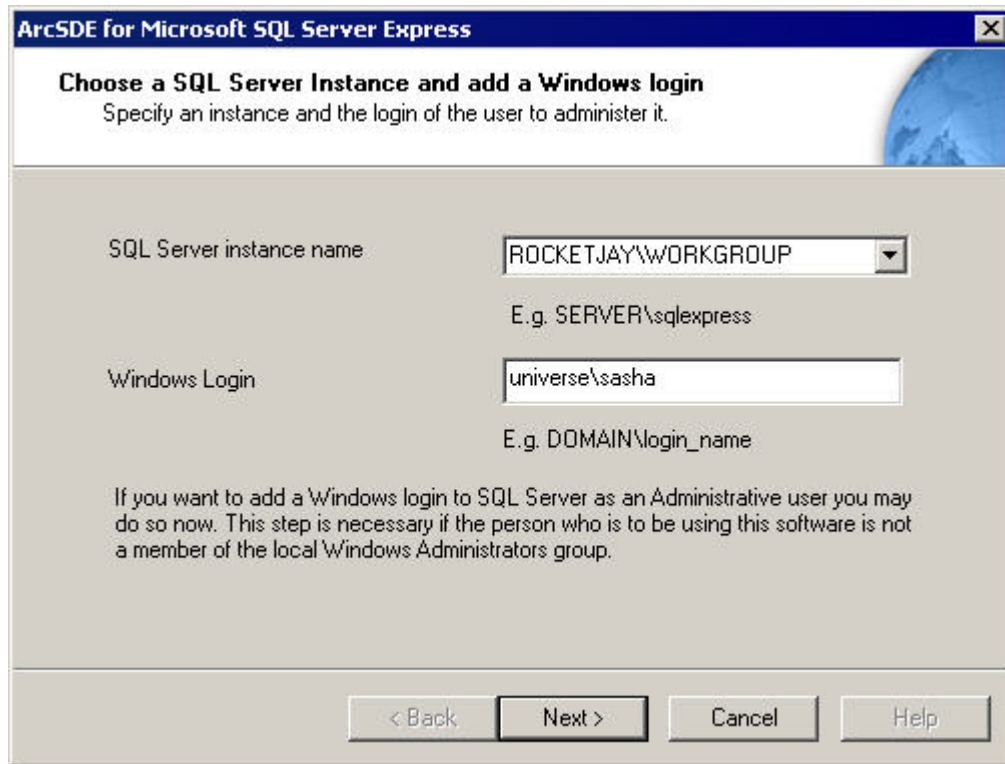 ArcSDE for Microsoft SQL Server Express
Choose a SQL Server Instance and add a Windows login
Specify an instance and the login of the user to administer it.
SQL Server instance name
ROCKETJAY\WORKGROUP
E.g. SERVER\sqlexpress
Windows Login
universe\sasha
E.g. DOMAIN\login_name
If you want to add a Windows login to SQL Server as an Administrative user you may
do so now. This step is necessary if the person who is to be using this software is not
a member of the local Windows Administrators group.
< Back
Next >
Cancel
Help